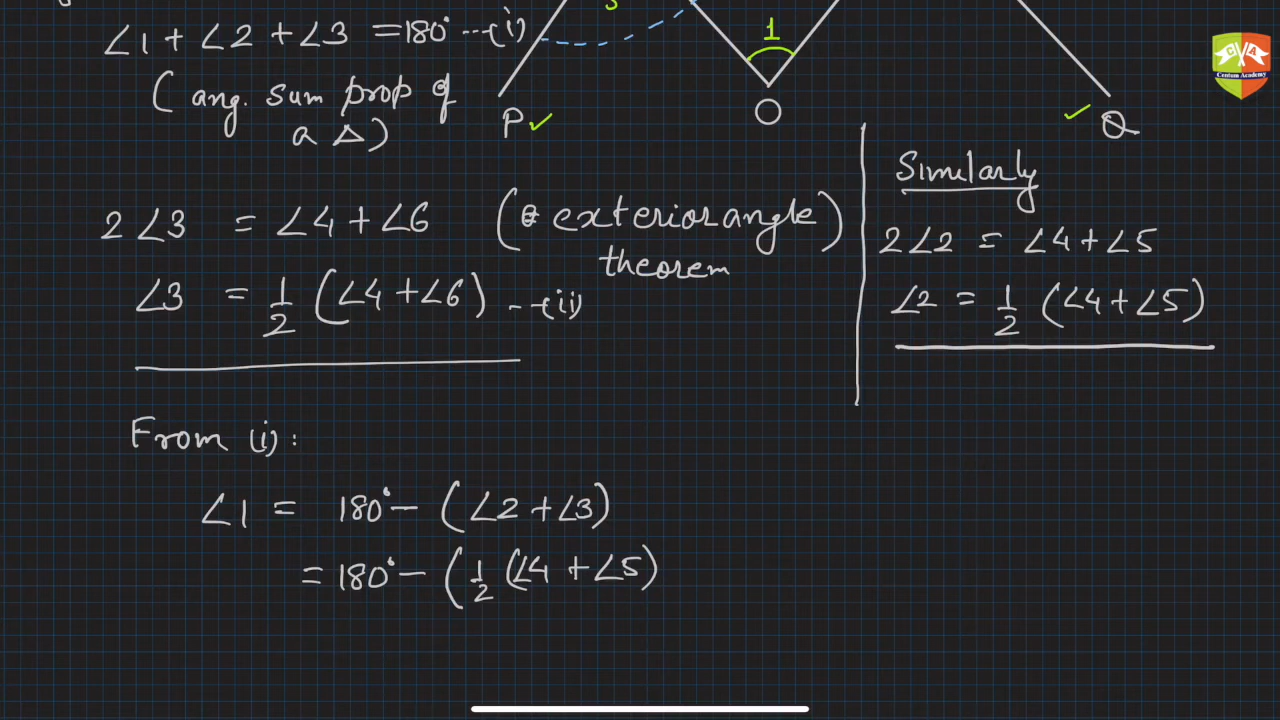 ∠1 + ∠2 + ∠3 = 180° --(i)
(ang. sum prop of
a △)
1
P ✓
O
✓ Q
C A
Centum Academy
2∠3 = ∠4 + ∠6 (exterior angle
theorem)
∠3 = 1/2 (∠4 + ∠6) --(ii)
Similarly
2∠2 = ∠4 + ∠5
∠2 = 1/2 (∠4 + ∠5)
From (i):
∠1 = 180° − (∠2 + ∠3)
= 180° − (1/2 (∠4 + ∠5)